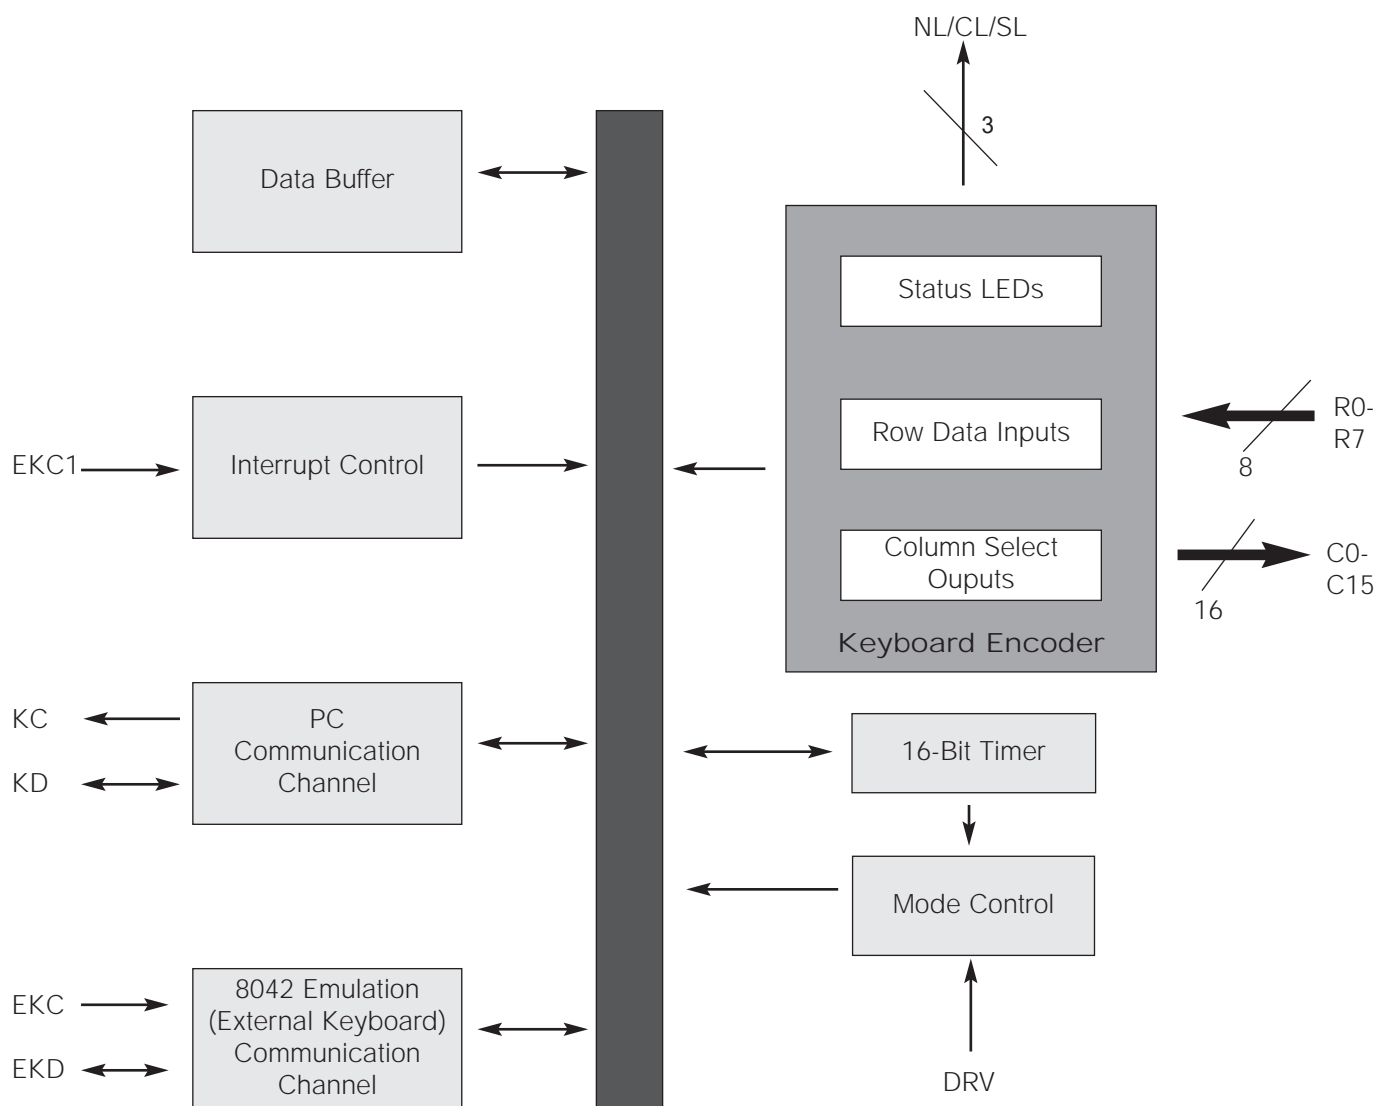 NL/CL/SL
3
Data Buffer
Status LEDs
Row Data Inputs
R0-
R7
8
EKC1
Interrupt Control
Column Select
Ouputs
C0-
C15
16
Keyboard Encoder
KC
KD
PC
Communication
Channel
16-Bit Timer
Mode Control
EKC
EKD
8042 Emulation
(External Keyboard)
Communication
Channel
DRV